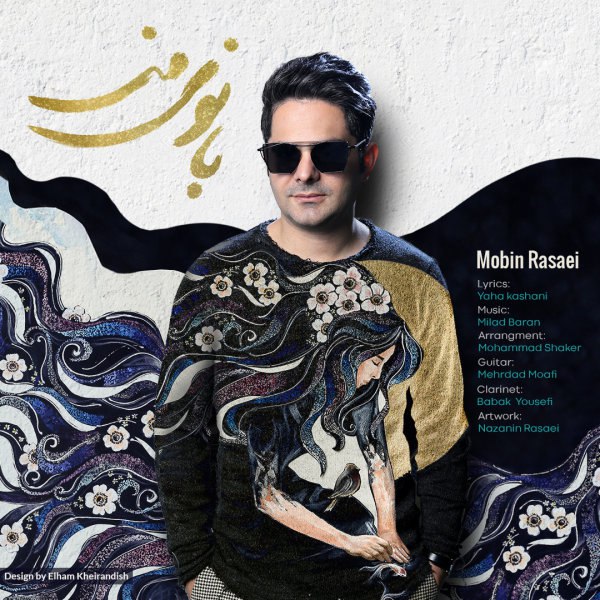 بانوی من
Mobin Rasaei
Lyrics:
Yaha kashani
Music:
Milad Baran
Arrangment:
Mohammad Shaker
Guitar:
Mehrdad Moafi
Clarinet:
Babak Yousefi
Artwork:
Nazanin Rasaei
Design by Elham Kheirandish